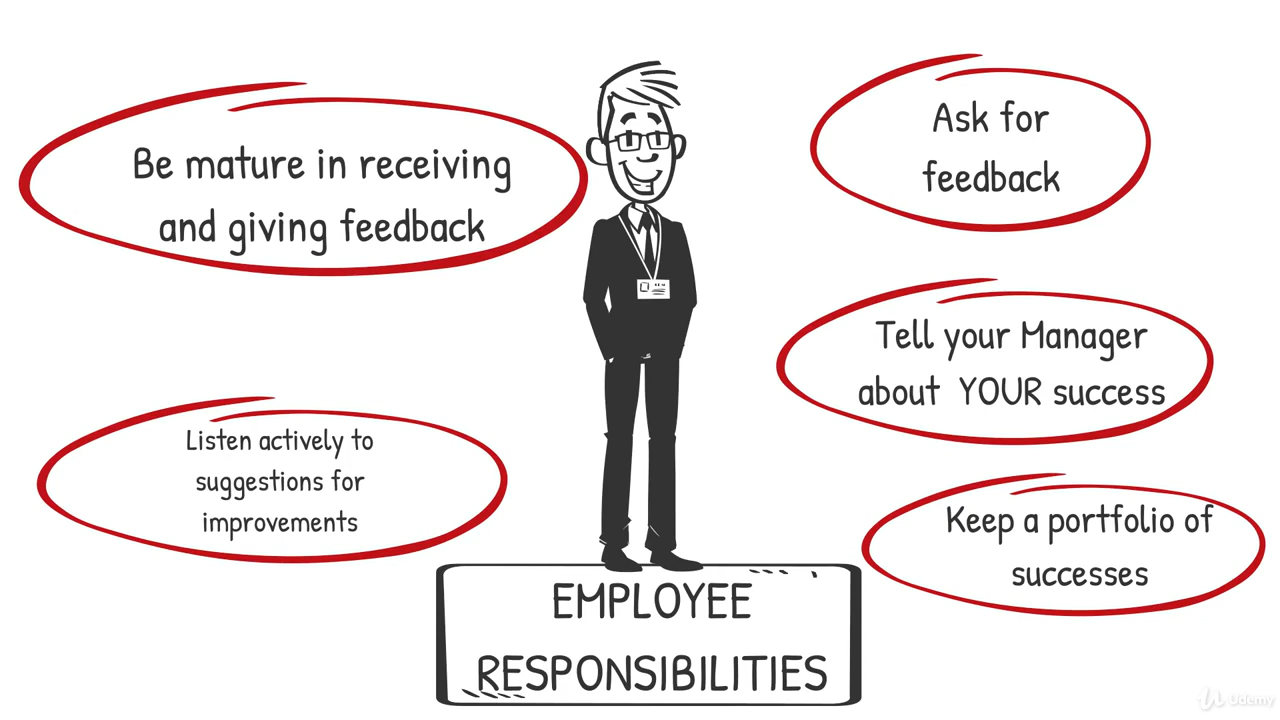 Be mature in receiving
and giving feedback
Ask for
feedback
Tell your Manager
about YOUR success
Listen actively to
suggestions for
improvements
Keep a portfolio of
successes
EMPLOYEE
RESPONSIBILITIES
Udemy